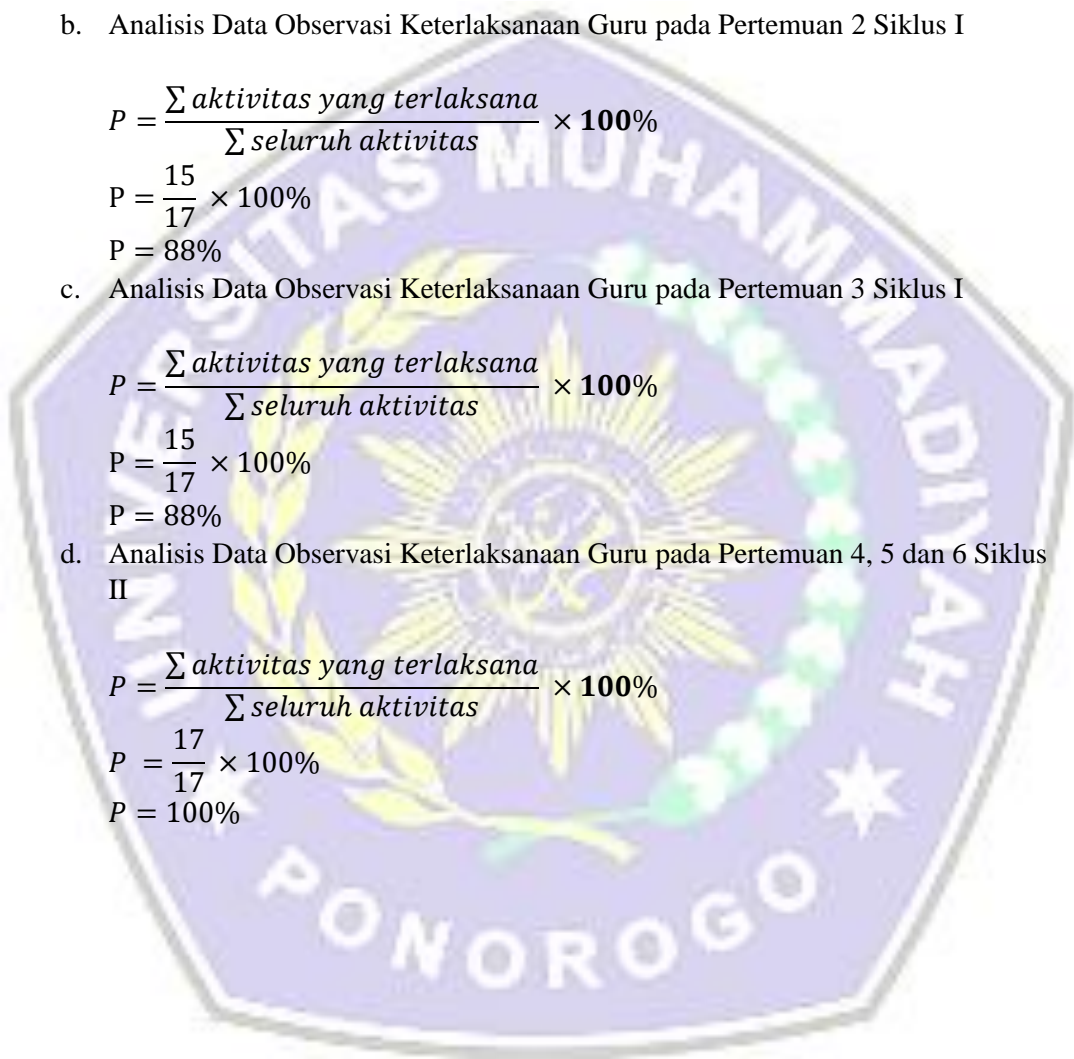 b. Analisis Data Observasi Keterlaksanaan Guru pada Pertemuan 2 Siklus I
P = ∑ aktivitas yang terlaksana / ∑ seluruh aktivitas × 100%
P = 15/17 × 100%
P = 88%
c. Analisis Data Observasi Keterlaksanaan Guru pada Pertemuan 3 Siklus I
P = ∑ aktivitas yang terlaksana / ∑ seluruh aktivitas × 100%
P = 15/17 × 100%
P = 88%
d. Analisis Data Observasi Keterlaksanaan Guru pada Pertemuan 4, 5 dan 6 Siklus
II
P = ∑ aktivitas yang terlaksana / ∑ seluruh aktivitas × 100%
P = 17/17 × 100%
P = 100%
UNIVERSITAS MUHAMMADIYAH
PONOROGO